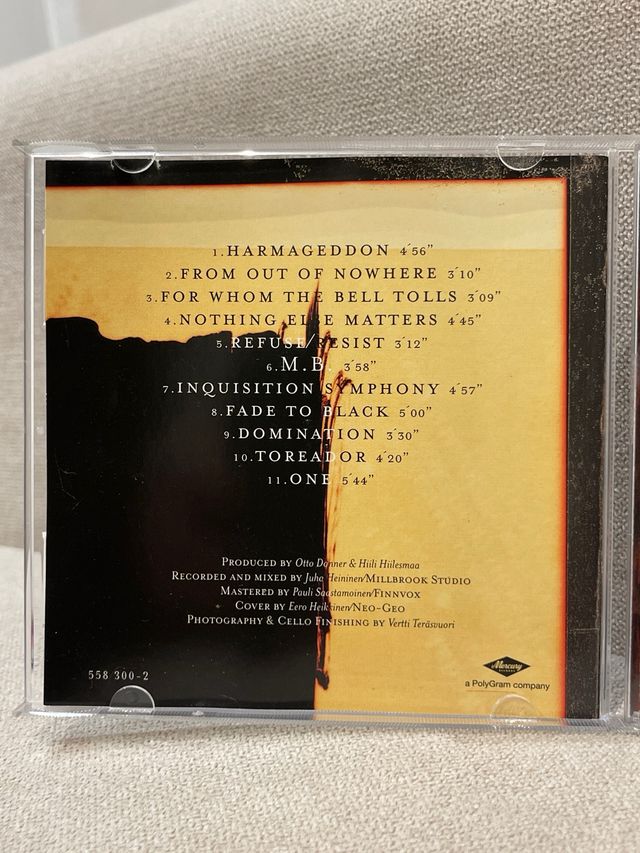 1.HARMAGEDDON 4´56”
2.FROM OUT OF NOWHERE 3´10”
3.FOR WHOM THE BELL TOLLS 3´09”
4.NOTHING ELSE MATTERS 4´45”
5.REFUSE/RESIST 3´12”
6.M.B. 3´58”
7.INQUISITION SYMPHONY 4´57”
8.FADE TO BLACK 5´00”
9.DOMINATION 3´30”
10.TOREADOR 4´20”
11.ONE 5´44”
PRODUCED BY Otto Donner & Hiili Hiilesmaa
RECORDED AND MIXED BY Juha Heininen/MILLBROOK STUDIO
MASTERED BY Pauli Saastamoinen/FINNVOX
COVER BY Eero Heikkinen/NEO-GEO
PHOTOGRAPHY & CELLO FINISHING BY Vertti Teräsvuori
Mercury
RECORDS
558 300-2
a PolyGram company